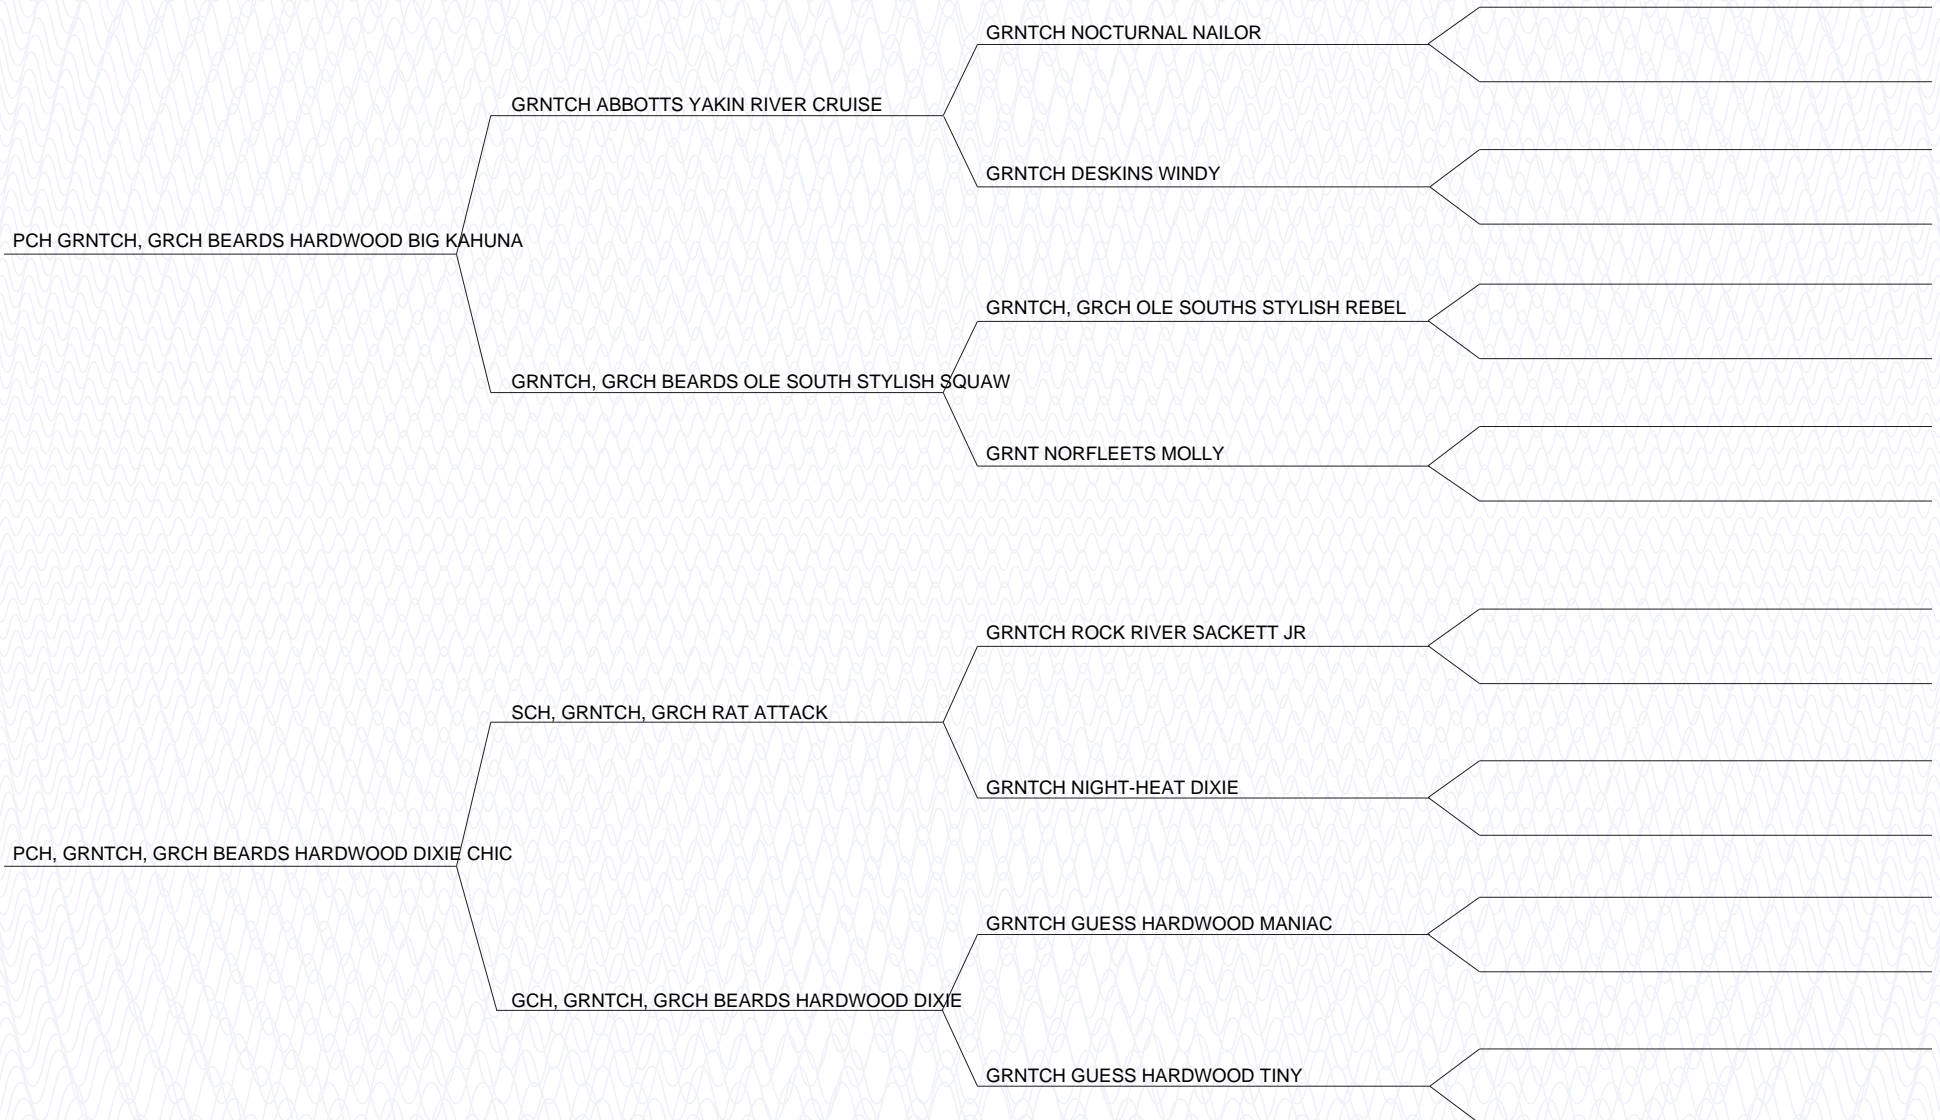 GRNTCH NOCTURNAL NAILOR
GRNTCH ABBOTTS YAKIN RIVER CRUISE
GRNTCH DESKINS WINDY
PCH GRNTCH, GRCH BEARDS HARDWOOD BIG KAHUNA
GRNTCH, GRCH OLE SOUTHS STYLISH REBEL
GRNTCH, GRCH BEARDS OLE SOUTH STYLISH SQUAW
GRNT NORFLEETS MOLLY
GRNTCH ROCK RIVER SACKETT JR
SCH, GRNTCH, GRCH RAT ATTACK
GRNTCH NIGHT-HEAT DIXIE
PCH, GRNTCH, GRCH BEARDS HARDWOOD DIXIE CHIC
GRNTCH GUESS HARDWOOD MANIAC
GCH, GRNTCH, GRCH BEARDS HARDWOOD DIXIE
GRNTCH GUESS HARDWOOD TINY